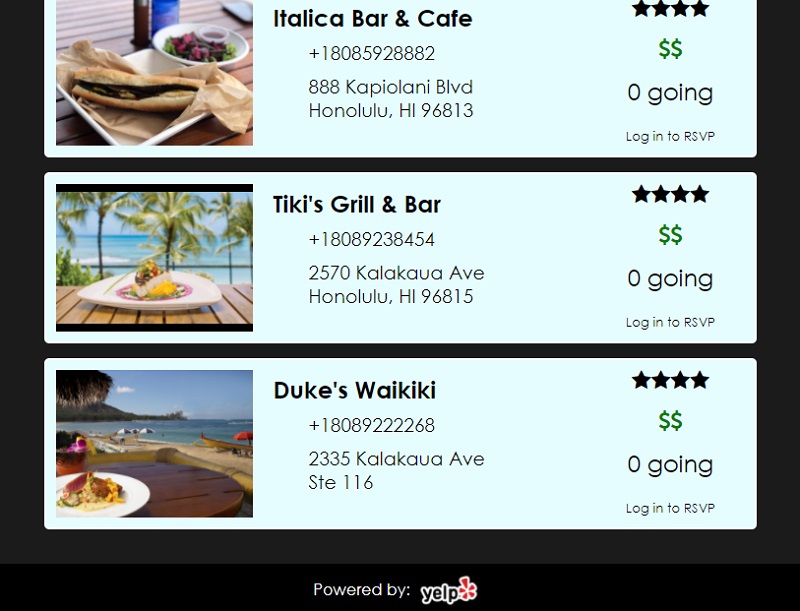 Italica Bar & Cafe
+18085928882
888 Kapiolani Blvd
Honolulu, HI 96813
★★★★
$$
0 going
Log in to RSVP
Tiki's Grill & Bar
+18089238454
2570 Kalakaua Ave
Honolulu, HI 96815
★★★★
$$
0 going
Log in to RSVP
Duke's Waikiki
+18089222268
2335 Kalakaua Ave
Ste 116
★★★★
$$
0 going
Log in to RSVP
Powered by: yelp